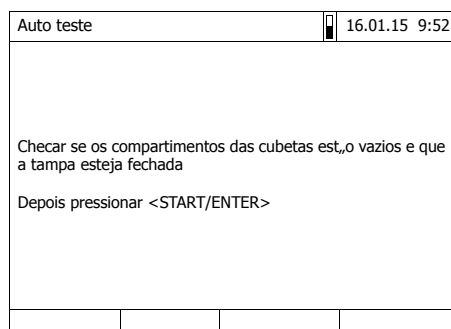 Auto teste
16.01.15 9:52
Checar se os compartimentos das cubetas est„o vazios e que
a tampa esteja fechada
Depois pressionar <START/ENTER>